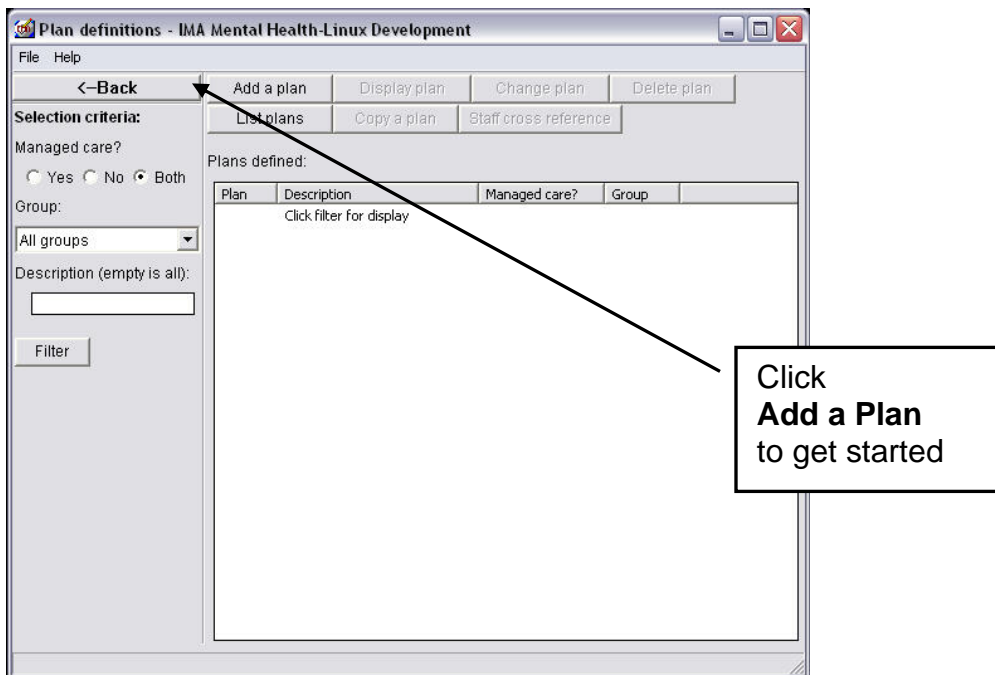 Plan definitions - IMA Mental Health-Linux Development
File Help
<--Back
Add a plan Display plan Change plan Delete plan
Selection criteria:
List plans Copy a plan Staff cross reference
Managed care?
Yes No Both
Plans defined:
Plan Description Managed care? Group
Click filter for display
Group:
All groups
Description (empty is all):
Filter
Click
Add a Plan
to get started